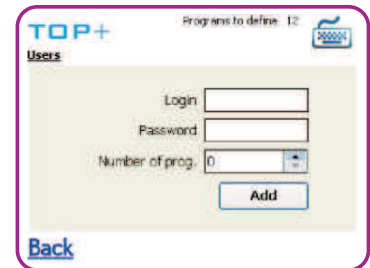 TOP+
Programs to define 12
Users
Login
Password
Number of prog. 0
Add
Back